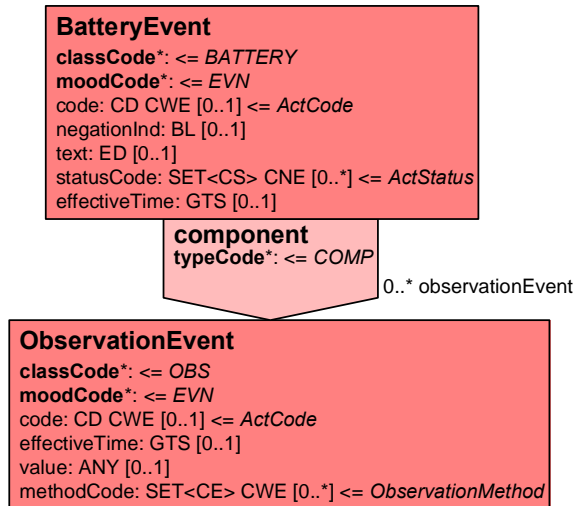 BatteryEvent
classCode*: <= BATTERY
moodCode*: <= EVN
code: CD CWE [0..1] <= ActCode
negationInd: BL [0..1]
text: ED [0..1]
statusCode: SET<CS> CNE [0..*] <= ActStatus
effectiveTime: GTS [0..1]
component
typeCode*: <= COMP
0..* observationEvent
ObservationEvent
classCode*: <= OBS
moodCode*: <= EVN
code: CD CWE [0..1] <= ActCode
effectiveTime: GTS [0..1]
value: ANY [0..1]
methodCode: SET<CE> CWE [0..*] <= ObservationMethod